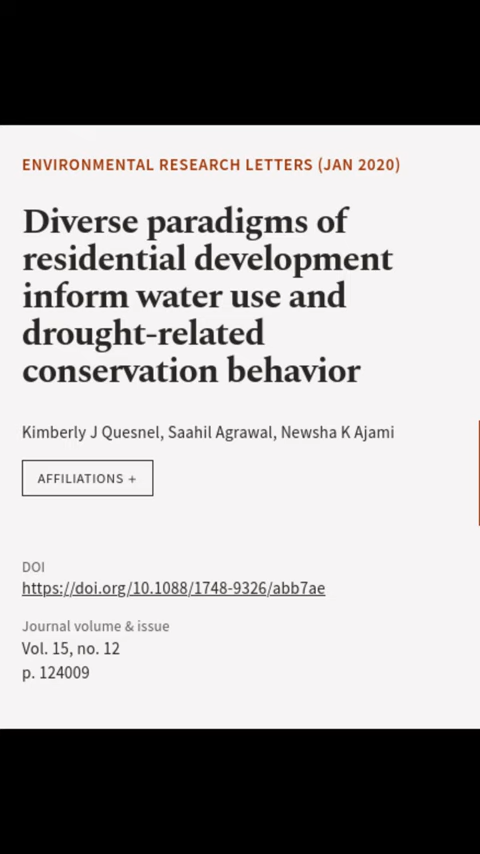 ENVIRONMENTAL RESEARCH LETTERS (JAN 2020)
Diverse paradigms of
residential development
inform water use and
drought-related
conservation behavior
Kimberly J Quesnel, Saahil Agrawal, Newsha K Ajami
AFFILIATIONS +
DOI
https://doi.org/10.1088/1748-9326/abb7ae
Journal volume & issue
Vol. 15, no. 12
p. 124009